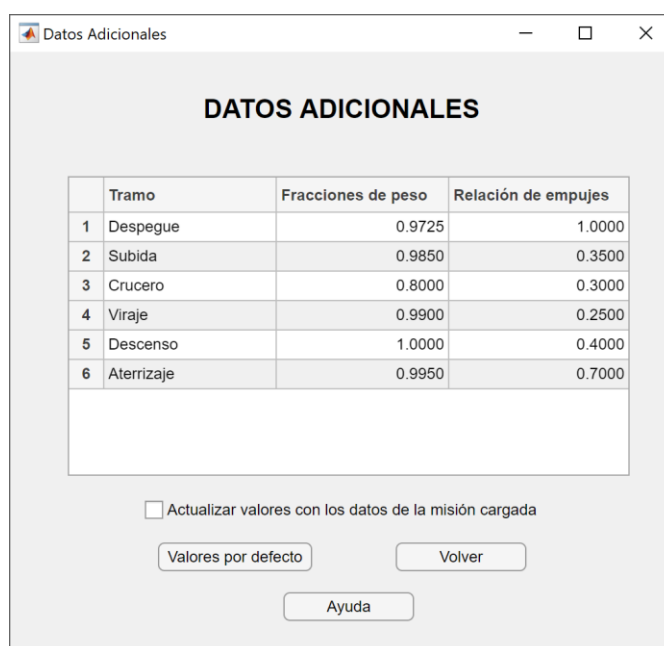 Datos Adicionales
DATOS ADICIONALES
Tramo Fracciones de peso Relación de empujes
1 Despegue 0.9725 1.0000
2 Subida 0.9850 0.3500
3 Crucero 0.8000 0.3000
4 Viraje 0.9900 0.2500
5 Descenso 1.0000 0.4000
6 Aterrizaje 0.9950 0.7000
Actualizar valores con los datos de la misión cargada
Valores por defecto Volver
Ayuda